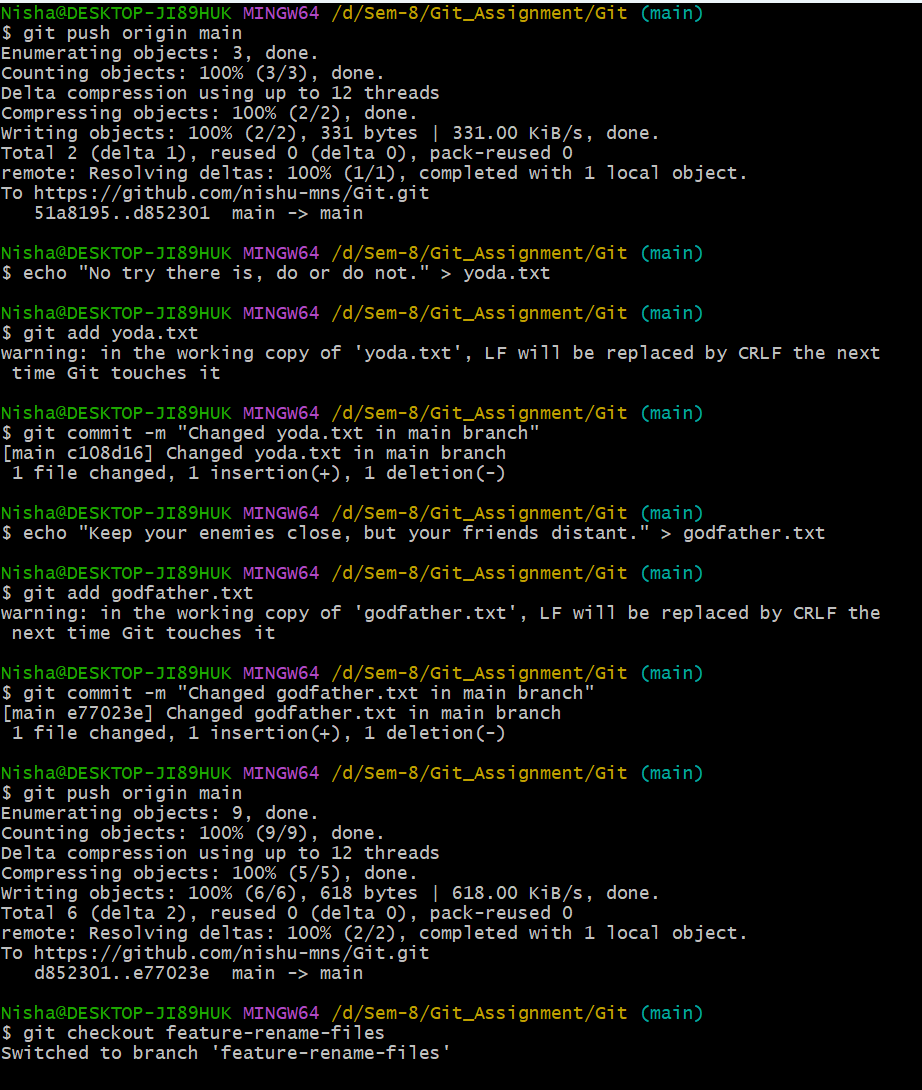 Nisha@DESKTOP-JI89HUK MINGW64 /d/Sem-8/Git_Assignment/Git (main)
$ git push origin main
Enumerating objects: 3, done.
Counting objects: 100% (3/3), done.
Delta compression using up to 12 threads
Compressing objects: 100% (2/2), done.
Writing objects: 100% (2/2), 331 bytes | 331.00 KiB/s, done.
Total 2 (delta 1), reused 0 (delta 0), pack-reused 0
remote: Resolving deltas: 100% (1/1), completed with 1 local object.
To https://github.com/nishu-mns/Git.git
   51a8195..d852301  main -> main

Nisha@DESKTOP-JI89HUK MINGW64 /d/Sem-8/Git_Assignment/Git (main)
$ echo "No try there is, do or do not." > yoda.txt

Nisha@DESKTOP-JI89HUK MINGW64 /d/Sem-8/Git_Assignment/Git (main)
$ git add yoda.txt
warning: in the working copy of 'yoda.txt', LF will be replaced by CRLF the next
 time Git touches it

Nisha@DESKTOP-JI89HUK MINGW64 /d/Sem-8/Git_Assignment/Git (main)
$ git commit -m "Changed yoda.txt in main branch"
[main c108d16] Changed yoda.txt in main branch
 1 file changed, 1 insertion(+), 1 deletion(-)

Nisha@DESKTOP-JI89HUK MINGW64 /d/Sem-8/Git_Assignment/Git (main)
$ echo "Keep your enemies close, but your friends distant." > godfather.txt

Nisha@DESKTOP-JI89HUK MINGW64 /d/Sem-8/Git_Assignment/Git (main)
$ git add godfather.txt
warning: in the working copy of 'godfather.txt', LF will be replaced by CRLF the
 next time Git touches it

Nisha@DESKTOP-JI89HUK MINGW64 /d/Sem-8/Git_Assignment/Git (main)
$ git commit -m "Changed godfather.txt in main branch"
[main e77023e] Changed godfather.txt in main branch
 1 file changed, 1 insertion(+), 1 deletion(-)

Nisha@DESKTOP-JI89HUK MINGW64 /d/Sem-8/Git_Assignment/Git (main)
$ git push origin main
Enumerating objects: 9, done.
Counting objects: 100% (9/9), done.
Delta compression using up to 12 threads
Compressing objects: 100% (5/5), done.
Writing objects: 100% (6/6), 618 bytes | 618.00 KiB/s, done.
Total 6 (delta 2), reused 0 (delta 0), pack-reused 0
remote: Resolving deltas: 100% (2/2), completed with 1 local object.
To https://github.com/nishu-mns/Git.git
   d852301..e77023e  main -> main

Nisha@DESKTOP-JI89HUK MINGW64 /d/Sem-8/Git_Assignment/Git (main)
$ git checkout feature-rename-files
Switched to branch 'feature-rename-files'